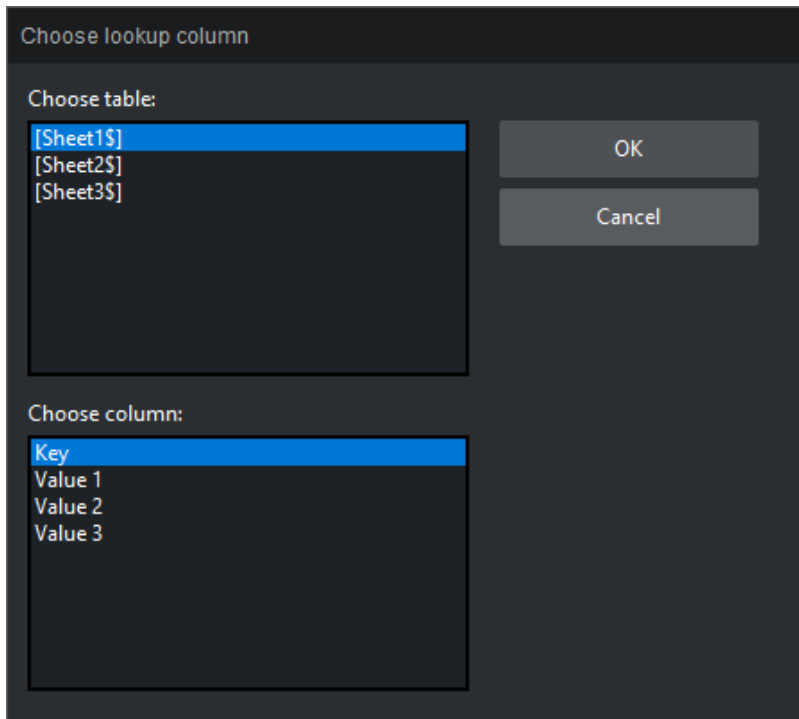 Choose lookup column
Choose table:
[Sheet1$]
[Sheet2$]
[Sheet3$]
OK
Cancel
Choose column:
Key
Value 1
Value 2
Value 3